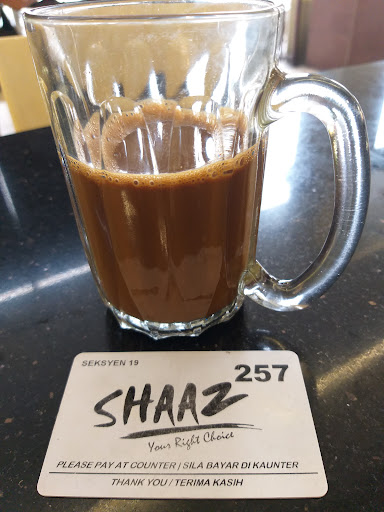 SEKSYEN 19
257
SHAAZ
Your Right Choice
PLEASE PAY AT COUNTER / SILA BAYAR DI KAUNTER
THANK YOU / TERIMA KASIH